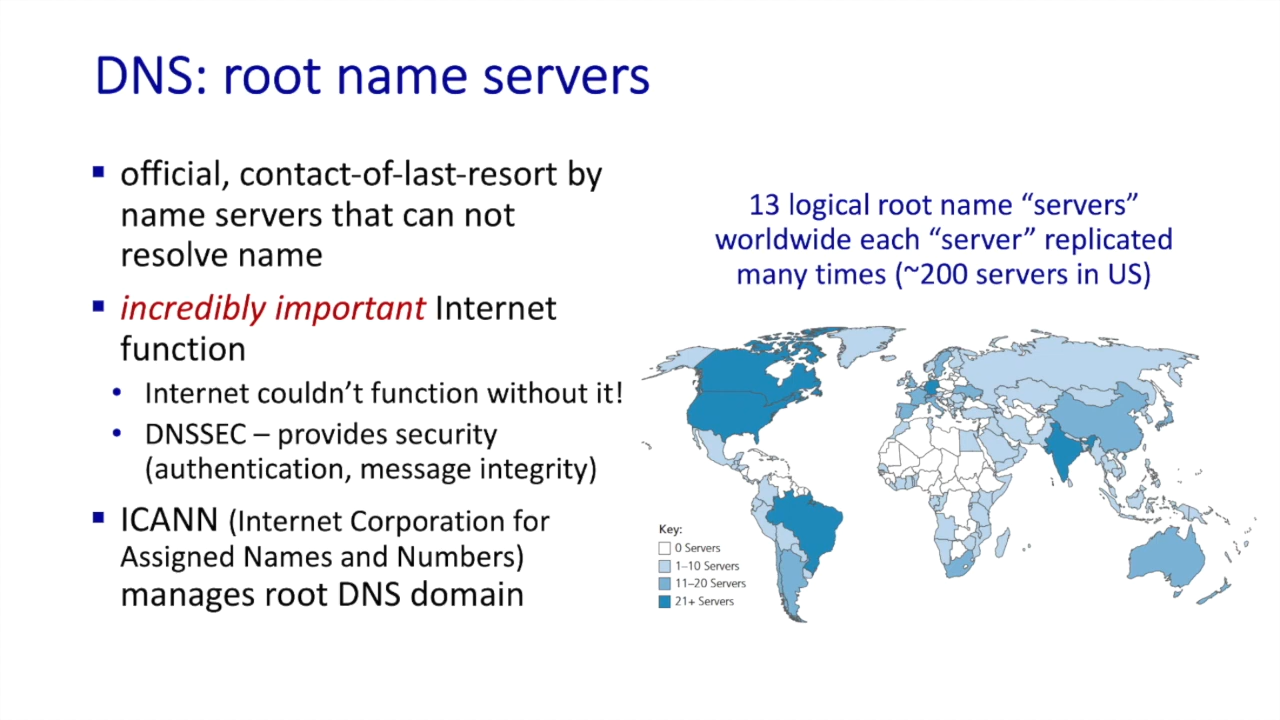 DNS: root name servers
▪ official, contact-of-last-resort by
name servers that can not
resolve name
▪ incredibly important Internet
function
• Internet couldn’t function without it!
• DNSSEC – provides security
(authentication, message integrity)
▪ ICANN (Internet Corporation for
Assigned Names and Numbers)
manages root DNS domain
13 logical root name “servers”
worldwide each “server” replicated
many times (~200 servers in US)
Key:
0 Servers
1–10 Servers
11–20 Servers
21+ Servers